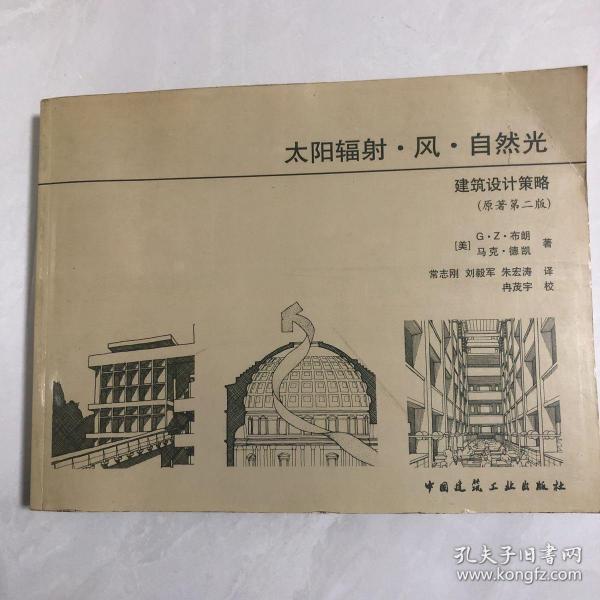 太阳辐射·风·自然光
建筑设计策略
(原著第二版)
[美] G·Z·布朗 著
马克·德凯
常志刚 刘毅军 朱宏涛 译
冉茂宇 校
中国建筑工业出版社
孔夫子旧书网
www.kongfz.com